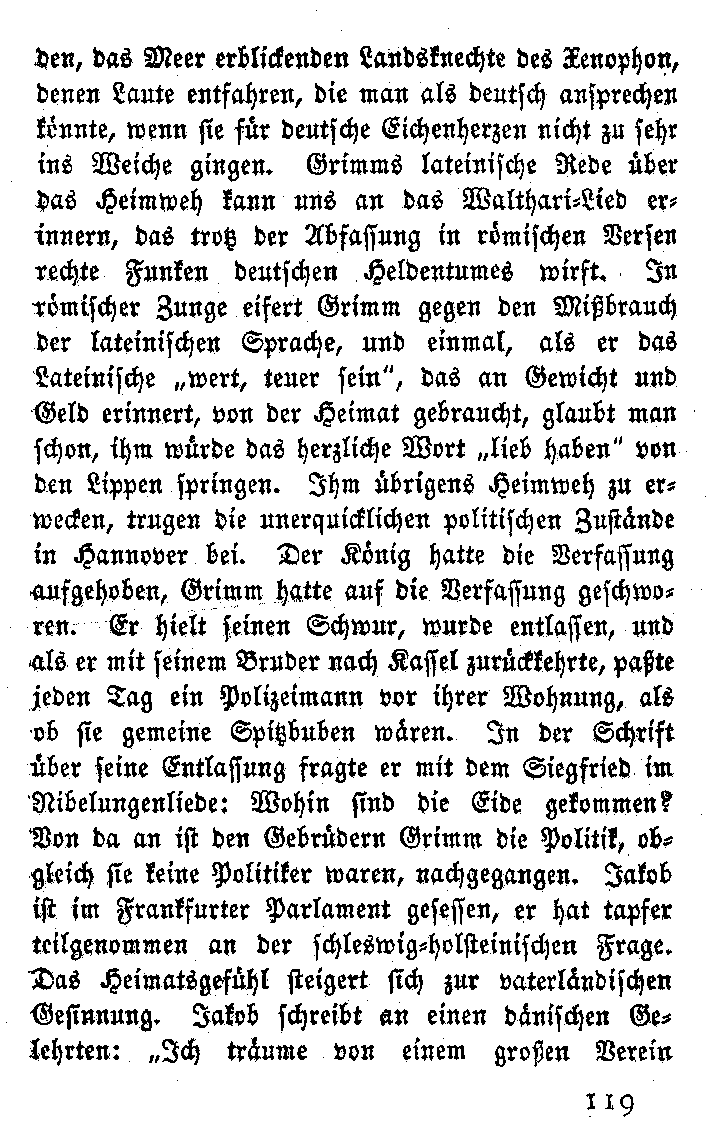 den, das Meer erblickenden Landsknechte des Xenophon,
denen Laute entfahren, die man als deutsch ansprechen
könnte, wenn sie für deutsche Eichenherzen nicht zu sehr
ins Weiche gingen. Grimms lateinische Rede über
das Heimweh kann uns an das Walthari-Lied er-
innern, das trotz der Abfassung in römischen Versen
rechte Funken deutschen Heldentumes wirft. In
römischer Zunge eifert Grimm gegen den Mißbrauch
der lateinischen Sprache, und einmal, als er das
Lateinische „wert, teuer sein“, das an Gewicht und
Geld erinnert, von der Heimat gebraucht, glaubt man
schon, ihm würde das herzliche Wort „lieb haben“ von
den Lippen springen. Ihm übrigens Heimweh zu er-
wecken, trugen die unerquicklichen politischen Zustände
in Hannover bei. Der König hatte die Verfassung
aufgehoben, Grimm hatte auf die Verfassung geschwo-
ren. Er hielt seinen Schwur, wurde entlassen, und
als er mit seinem Bruder nach Kassel zurückkehrte, paßte
jeden Tag ein Polizeimann vor ihrer Wohnung, als
ob sie gemeine Spitzbuben wären. In der Schrift
über seine Entlassung fragte er mit dem Siegfried im
Nibelungenliede: Wohin sind die Eide gekommen?
Von da an ist den Gebrüdern Grimm die Politik, ob-
gleich sie keine Politiker waren, nachgegangen. Jakob
ist im Frankfurter Parlament gesessen, er hat tapfer
teilgenommen an der schleswig-holsteinischen Frage.
Das Heimatsgefühl steigert sich zur vaterländischen
Gesinnung. Jakob schreibt an einen dänischen Ge-
lehrten: „Ich träume von einem großen Verein
119